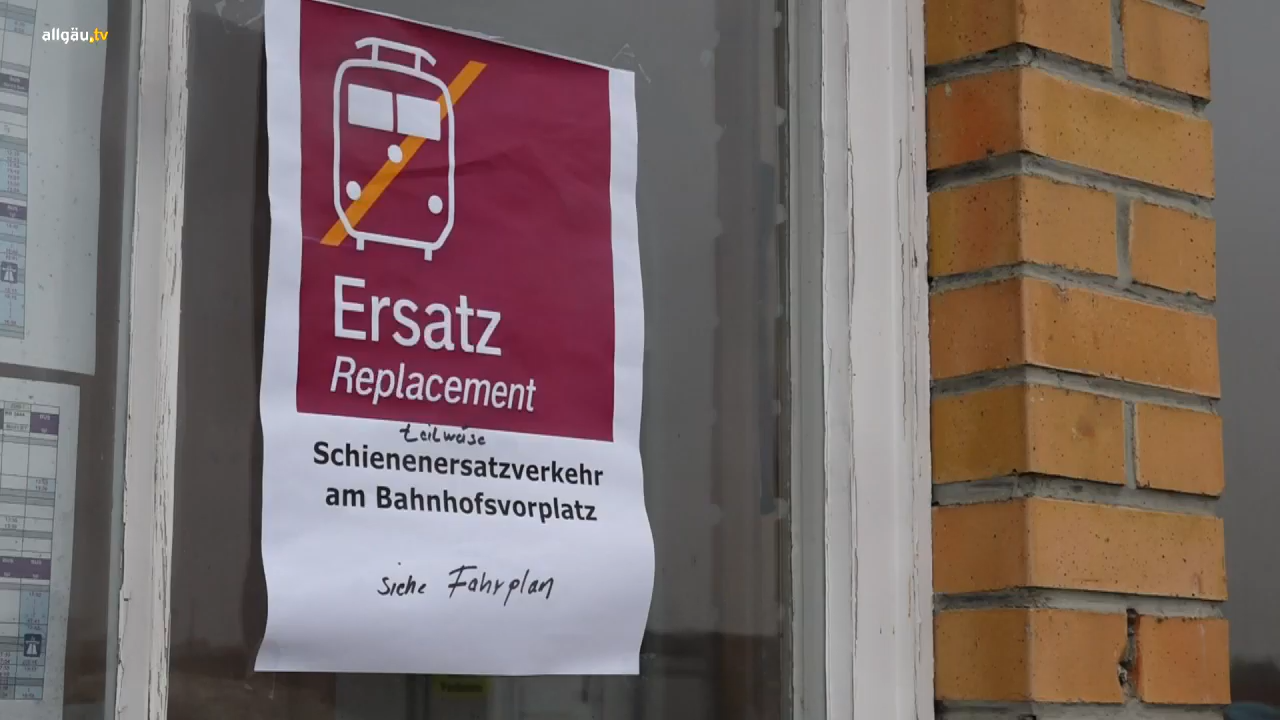 allgäu.tv
Ersatz
Replacement
teilweise
Schienenersatzverkehr
am Bahnhofsvorplatz
siehe Fahrplan